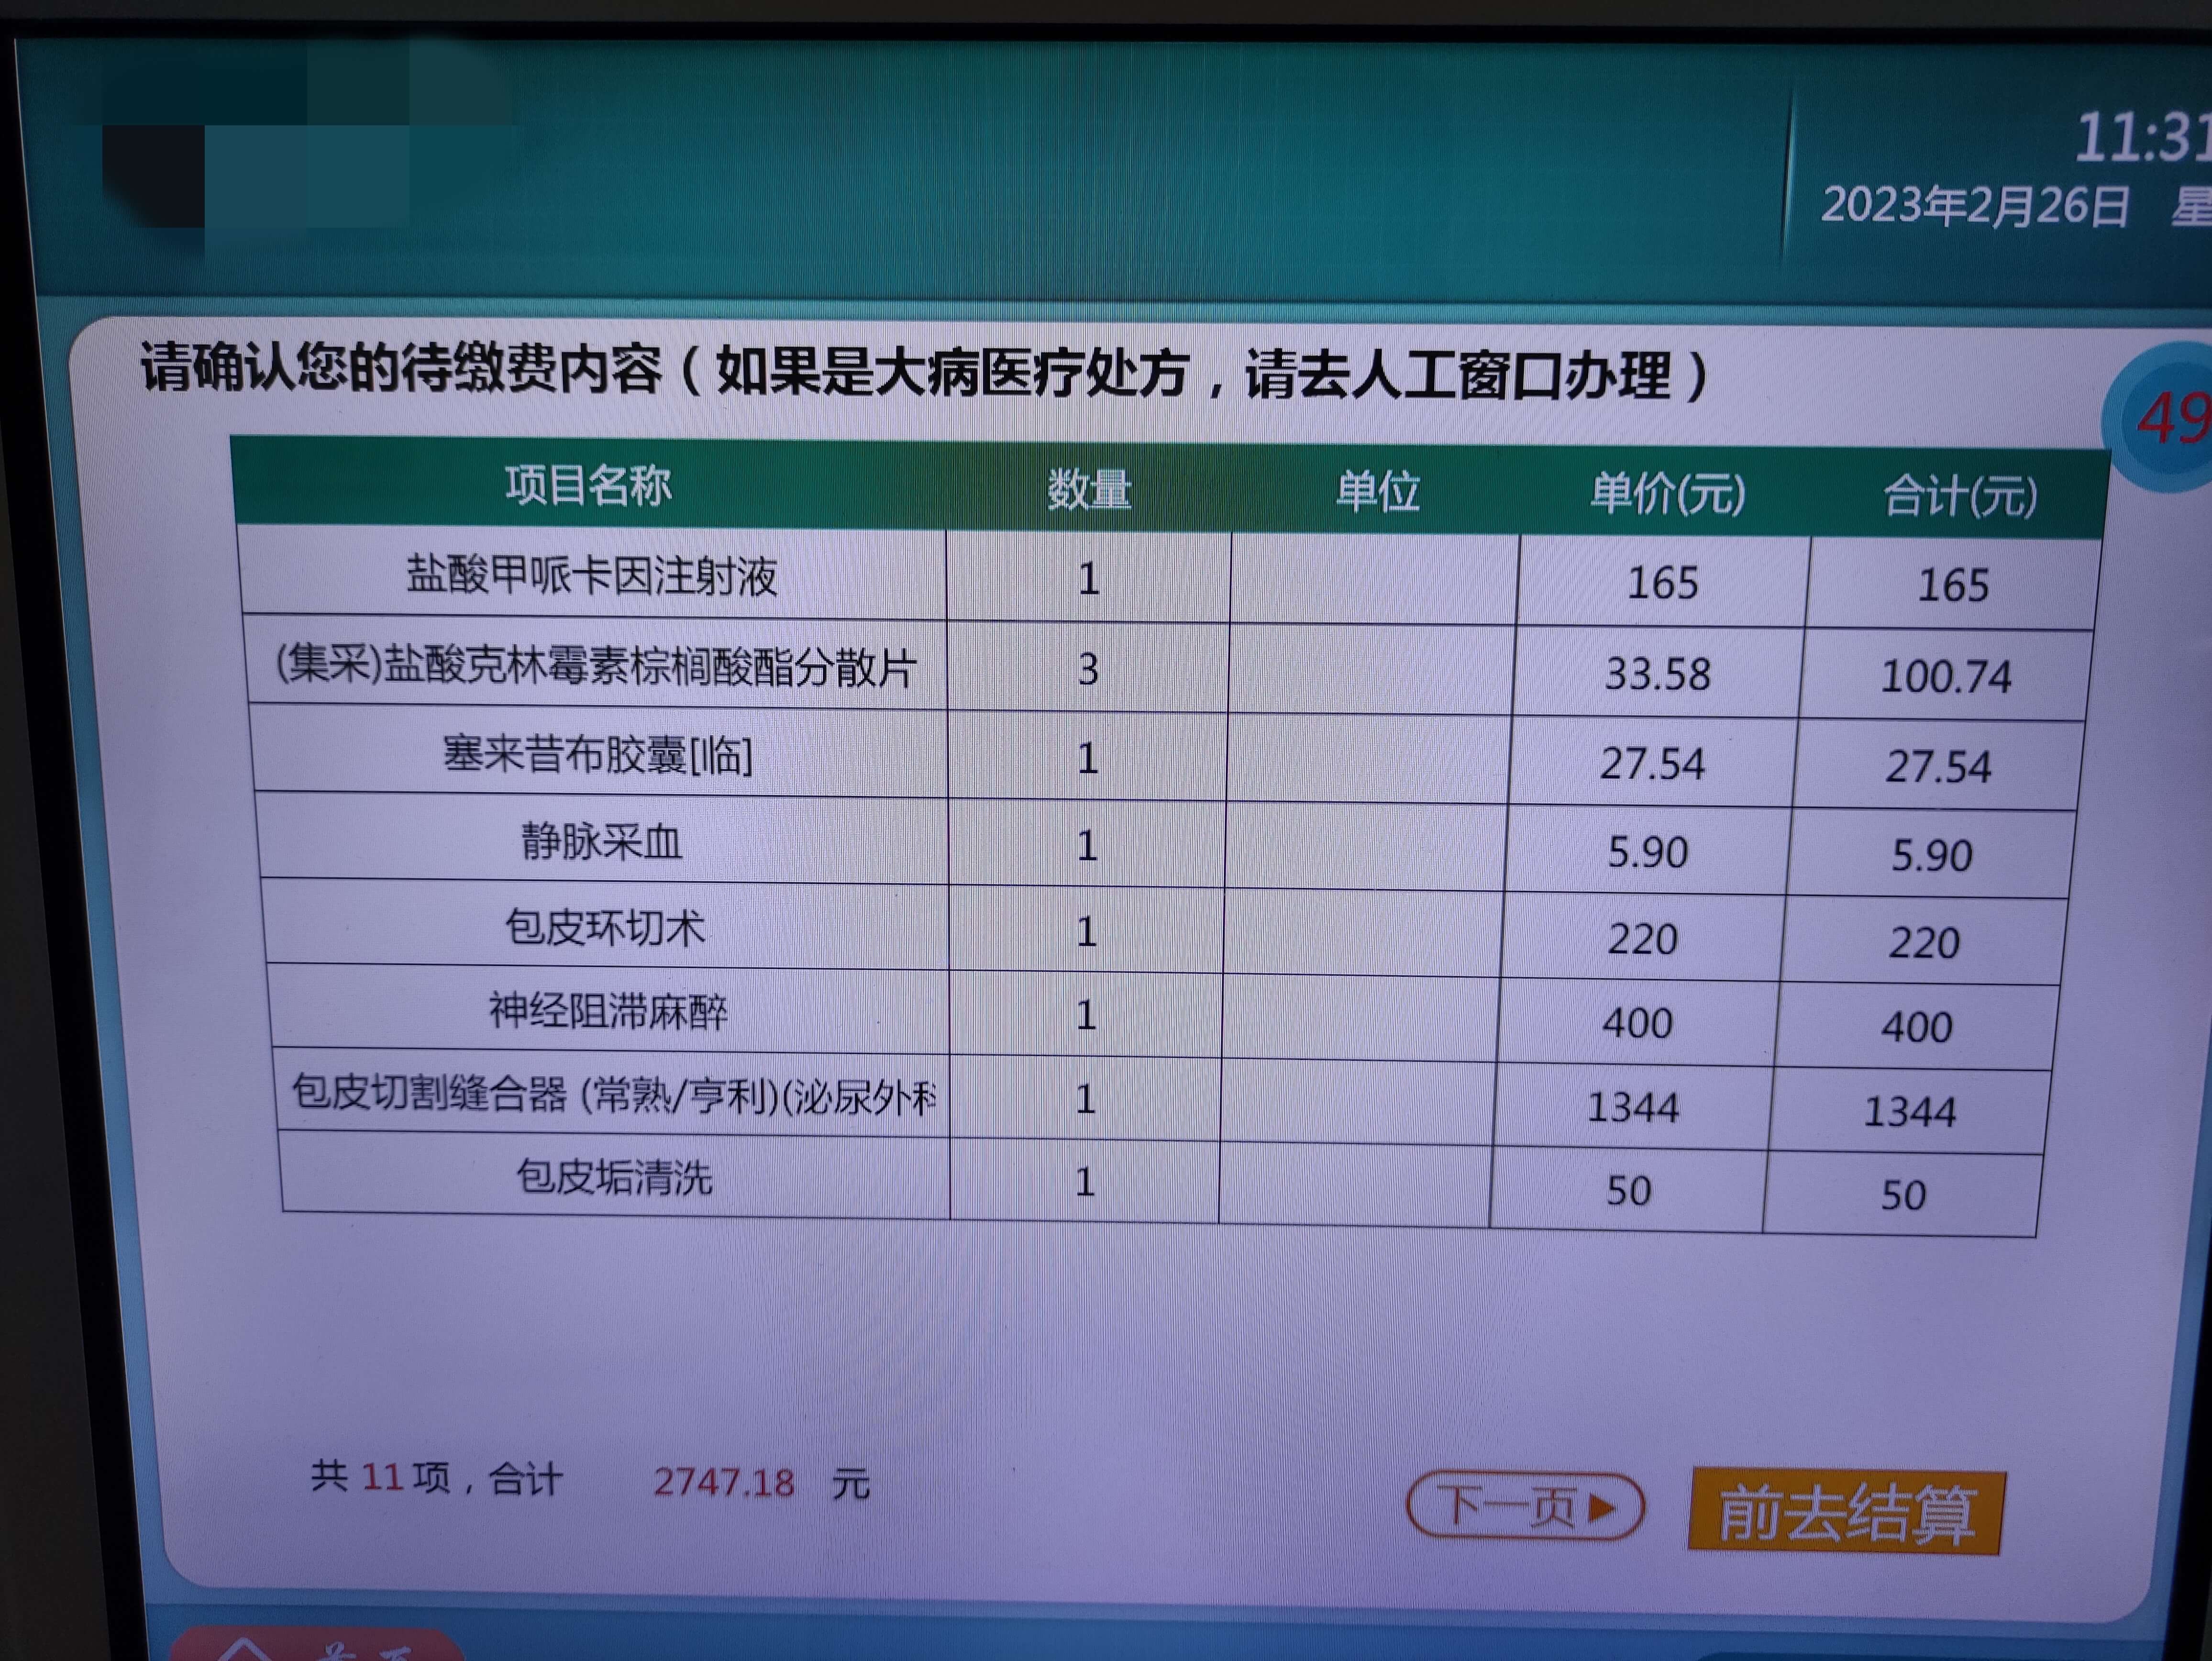 11:31
2023年2月26日 星
请确认您的待缴费内容（如果是大病医疗处方，请去人工窗口办理）
49
项目名称 数量 单位 单价(元) 合计(元)
盐酸甲哌卡因注射液 1 165 165
(集采)盐酸克林霉素棕榈酸酯分散片 3 33.58 100.74
塞来昔布胶囊[临] 1 27.54 27.54
静脉采血 1 5.90 5.90
包皮环切术 1 220 220
神经阻滞麻醉 1 400 400
包皮切割缝合器 (常熟/亨利)(泌尿外科 1 1344 1344
包皮垢清洗 1 50 50
共 11 项，合计 2747.18 元
下一页▶
前去结算